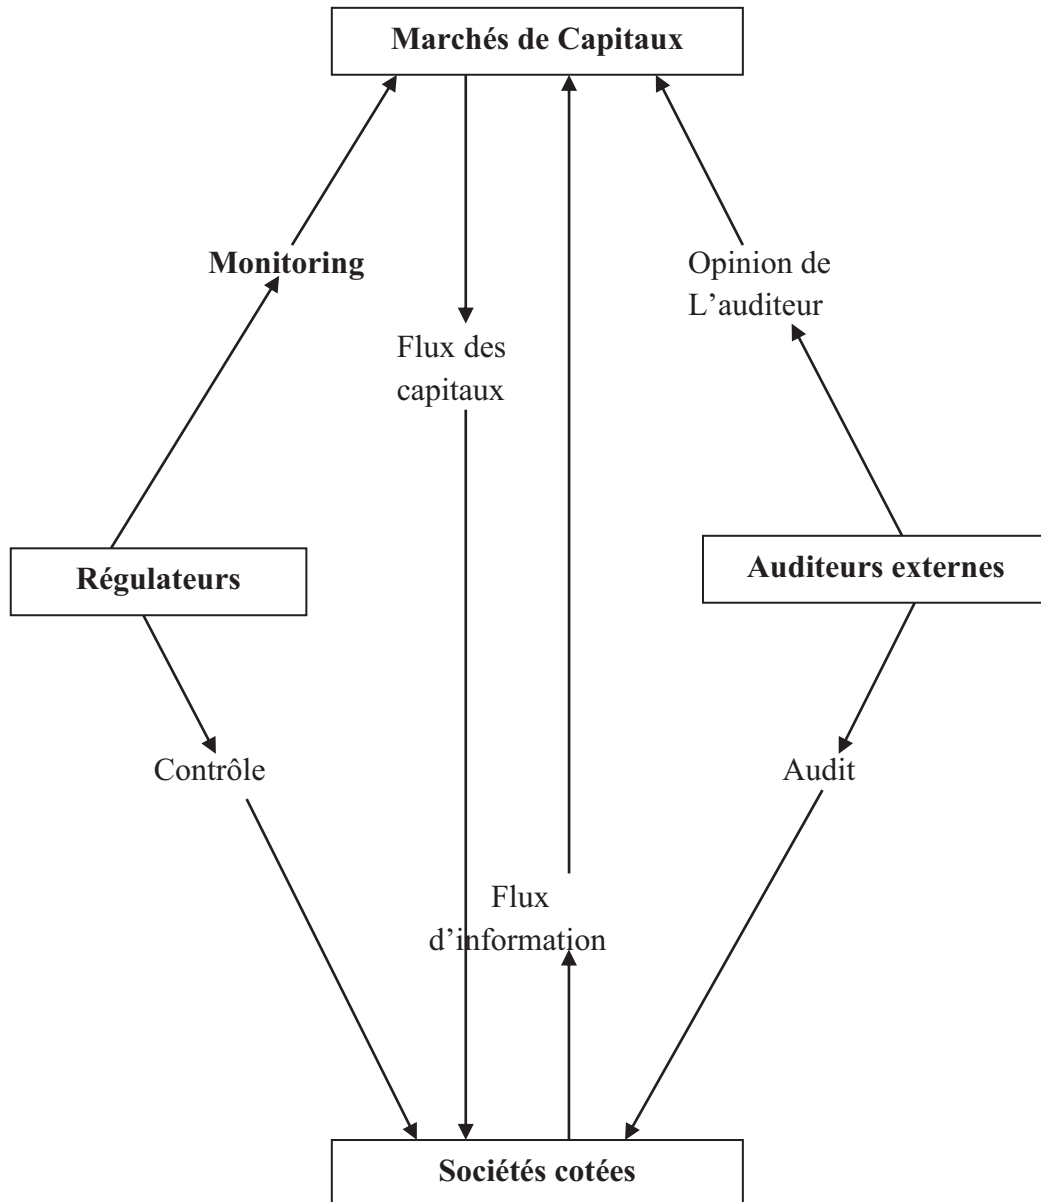 Marchés de Capitaux
Monitoring
Opinion de
L’auditeur
Flux des
capitaux
Régulateurs
Auditeurs externes
Contrôle
Audit
Flux
d’information
Sociétés cotées